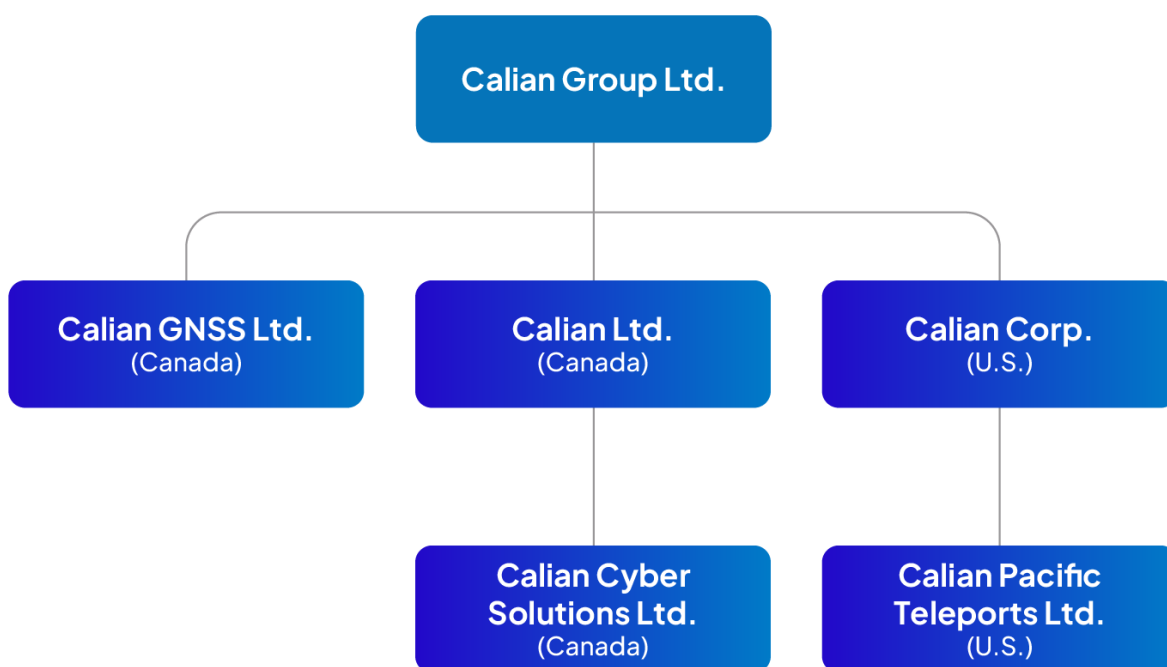 Calian Group Ltd.
Calian GNSS Ltd.
(Canada)
Calian Ltd.
(Canada)
Calian Corp.
(U.S.)
Calian Cyber
Solutions Ltd.
(Canada)
Calian Pacific
Teleports Ltd.
(U.S.)